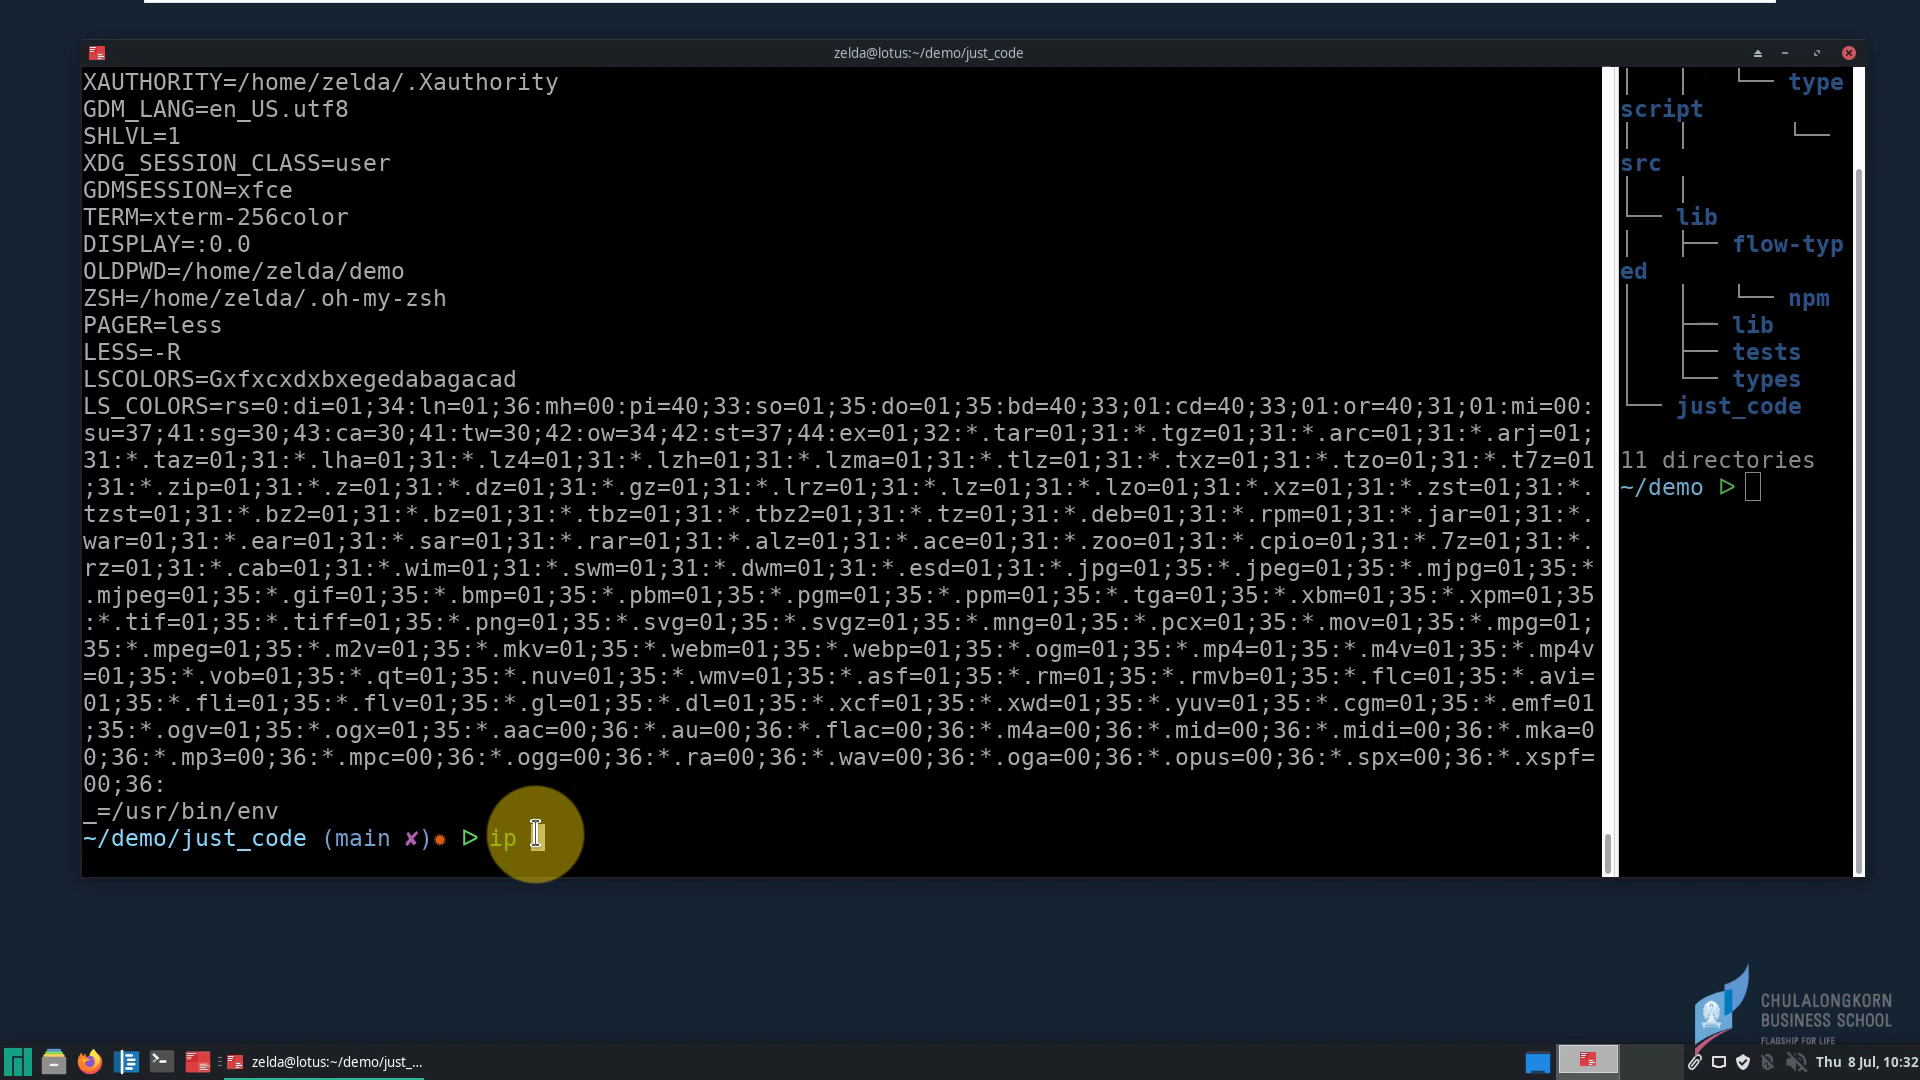 zelda@lotus:~/demo/just_code
XAUTHORITY=/home/zelda/.Xauthority
GDM_LANG=en_US.utf8
SHLVL=1
XDG_SESSION_CLASS=user
GDMSESSION=xfce
TERM=xterm-256color
DISPLAY=:0.0
OLDPWD=/home/zelda/demo
ZSH=/home/zelda/.oh-my-zsh
PAGER=less
LESS=-R
LSCOLORS=Gxfxcxdxbxegedabagacad
LS_COLORS=rs=0:di=01;34:ln=01;36:mh=00:pi=40;33:so=01;35:do=01;35:bd=40;33;01:cd=40;33;01:or=40;31;01:mi=00:
su=37;41:sg=30;43:ca=30;41:tw=30;42:ow=34;42:st=37;44:ex=01;32:*.tar=01;31:*.tgz=01;31:*.arc=01;31:*.arj=01;
31:*.taz=01;31:*.lha=01;31:*.lz4=01;31:*.lzh=01;31:*.lzma=01;31:*.tlz=01;31:*.txz=01;31:*.tzo=01;31:*.t7z=01
;31:*.zip=01;31:*.z=01;31:*.dz=01;31:*.gz=01;31:*.lrz=01;31:*.lz=01;31:*.lzo=01;31:*.xz=01;31:*.zst=01;31:*.
tzst=01;31:*.bz2=01;31:*.bz=01;31:*.tbz=01;31:*.tbz2=01;31:*.tz=01;31:*.deb=01;31:*.rpm=01;31:*.jar=01;31:*.
war=01;31:*.ear=01;31:*.sar=01;31:*.rar=01;31:*.alz=01;31:*.ace=01;31:*.zoo=01;31:*.cpio=01;31:*.7z=01;31:*.
rz=01;31:*.cab=01;31:*.wim=01;31:*.swm=01;31:*.dwm=01;31:*.esd=01;31:*.jpg=01;35:*.jpeg=01;35:*.mjpg=01;35:*
.mjpeg=01;35:*.gif=01;35:*.bmp=01;35:*.pbm=01;35:*.pgm=01;35:*.ppm=01;35:*.tga=01;35:*.xbm=01;35:*.xpm=01;35
:*.tif=01;35:*.tiff=01;35:*.png=01;35:*.svg=01;35:*.svgz=01;35:*.mng=01;35:*.pcx=01;35:*.mov=01;35:*.mpg=01;
35:*.mpeg=01;35:*.m2v=01;35:*.mkv=01;35:*.webm=01;35:*.webp=01;35:*.ogm=01;35:*.mp4=01;35:*.m4v=01;35:*.mp4v
=01;35:*.vob=01;35:*.qt=01;35:*.nuv=01;35:*.wmv=01;35:*.asf=01;35:*.rm=01;35:*.rmvb=01;35:*.flc=01;35:*.avi=
01;35:*.fli=01;35:*.flv=01;35:*.gl=01;35:*.dl=01;35:*.xcf=01;35:*.xwd=01;35:*.yuv=01;35:*.cgm=01;35:*.emf=01
;35:*.ogv=01;35:*.ogx=01;35:*.aac=00;36:*.au=00;36:*.flac=00;36:*.m4a=00;36:*.mid=00;36:*.midi=00;36:*.mka=0
0;36:*.mp3=00;36:*.mpc=00;36:*.ogg=00;36:*.ra=00;36:*.wav=00;36:*.oga=00;36:*.opus=00;36:*.spx=00;36:*.xspf=
00;36:
_=/usr/bin/env
~/demo/just_code (main ✘)✹ ▷ ip
│   │   └── type
script
│   │       └──
src
│   │
└── lib
│   ├── flow-typ
ed
│   │   └── npm
│   ├── lib
│   ├── tests
│   └── types
└── just_code
11 directories
~/demo ▷
CHULALONGKORN
BUSINESS SCHOOL
FLAGSHIP FOR LIFE
zelda@lotus:~/demo/just_...
Thu 8 Jul, 10:32